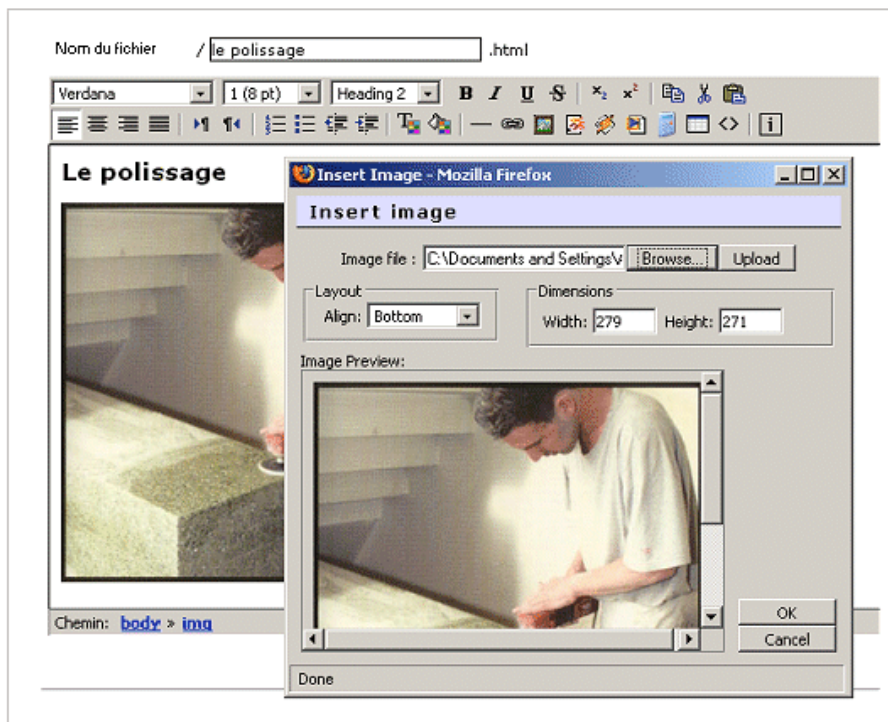 Nom du fichier / le polissage .html
Verdana 1 (8 pt) Heading 2 B I U S x₂ x²
Le polissage
Insert Image - Mozilla Firefox
Insert image
Image file : C:\Documents and Settings\v Browse... Upload
Layout Dimensions
Align: Bottom Width: 279 Height: 271
Image Preview:
OK
Chemin: body » img
Cancel
Done